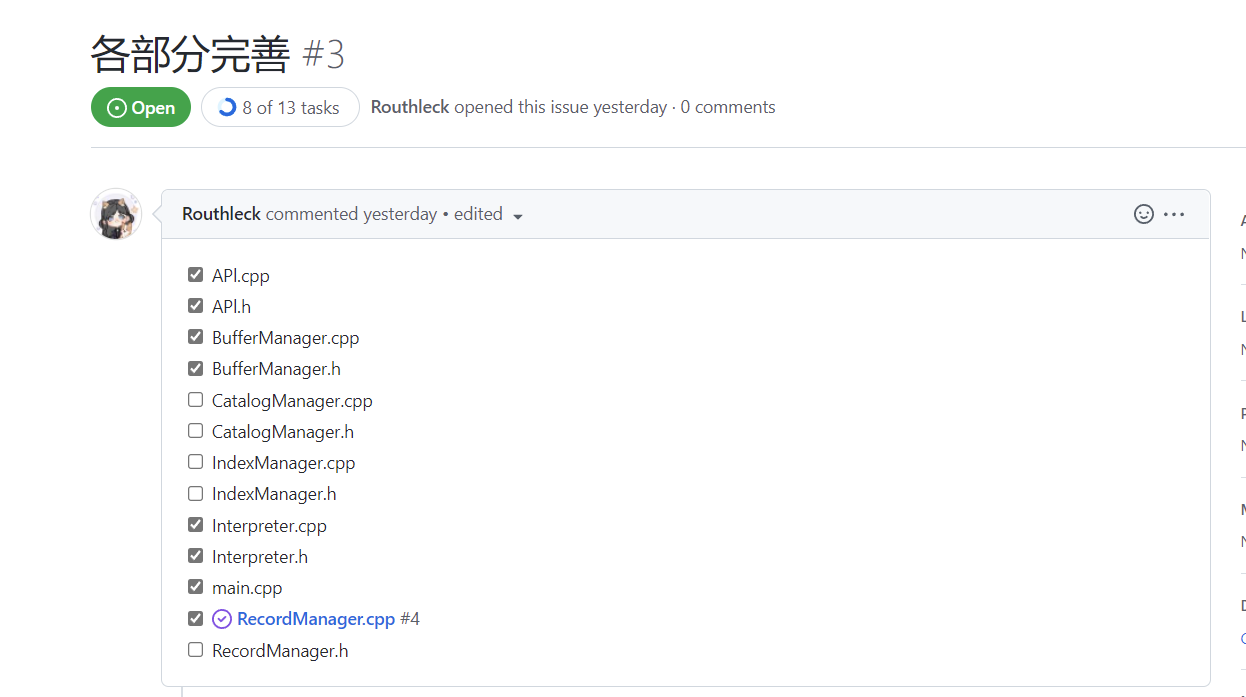 各部分完善 #3
Open 8 of 13 tasks Routhleck opened this issue yesterday · 0 comments
Routhleck commented yesterday • edited
API.cpp
API.h
BufferManager.cpp
BufferManager.h
CatalogManager.cpp
CatalogManager.h
IndexManager.cpp
IndexManager.h
Interpreter.cpp
Interpreter.h
main.cpp
RecordManager.cpp #4
RecordManager.h